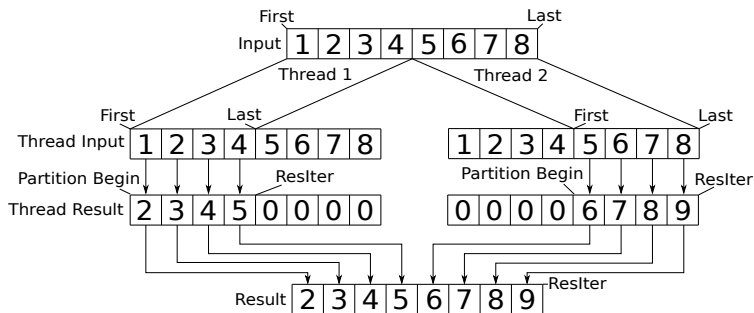 First Last
Input 1 2 3 4 5 6 7 8
Thread 1 Thread 2
First Last First Last
Thread Input 1 2 3 4 5 6 7 8 1 2 3 4 5 6 7 8
Partition Begin ResIter Partition Begin ResIter
Thread Result 2 3 4 5 0 0 0 0 0 0 0 0 6 7 8 9
Result 2 3 4 5 6 7 8 9 ResIter